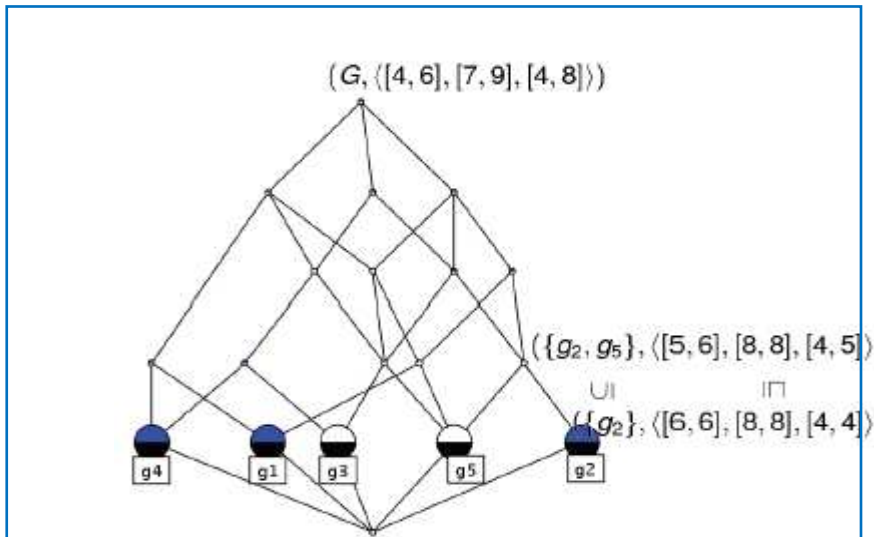 (G, ⟨[4, 6], [7, 9], [4, 8]⟩)
({g₂, g₅}, ⟨[5, 6], [8, 8], [4, 5]⟩
∪| |⊓
({g₂}, ⟨[6, 6], [8, 8], [4, 4]⟩
g4 g1 g3 g5 g2